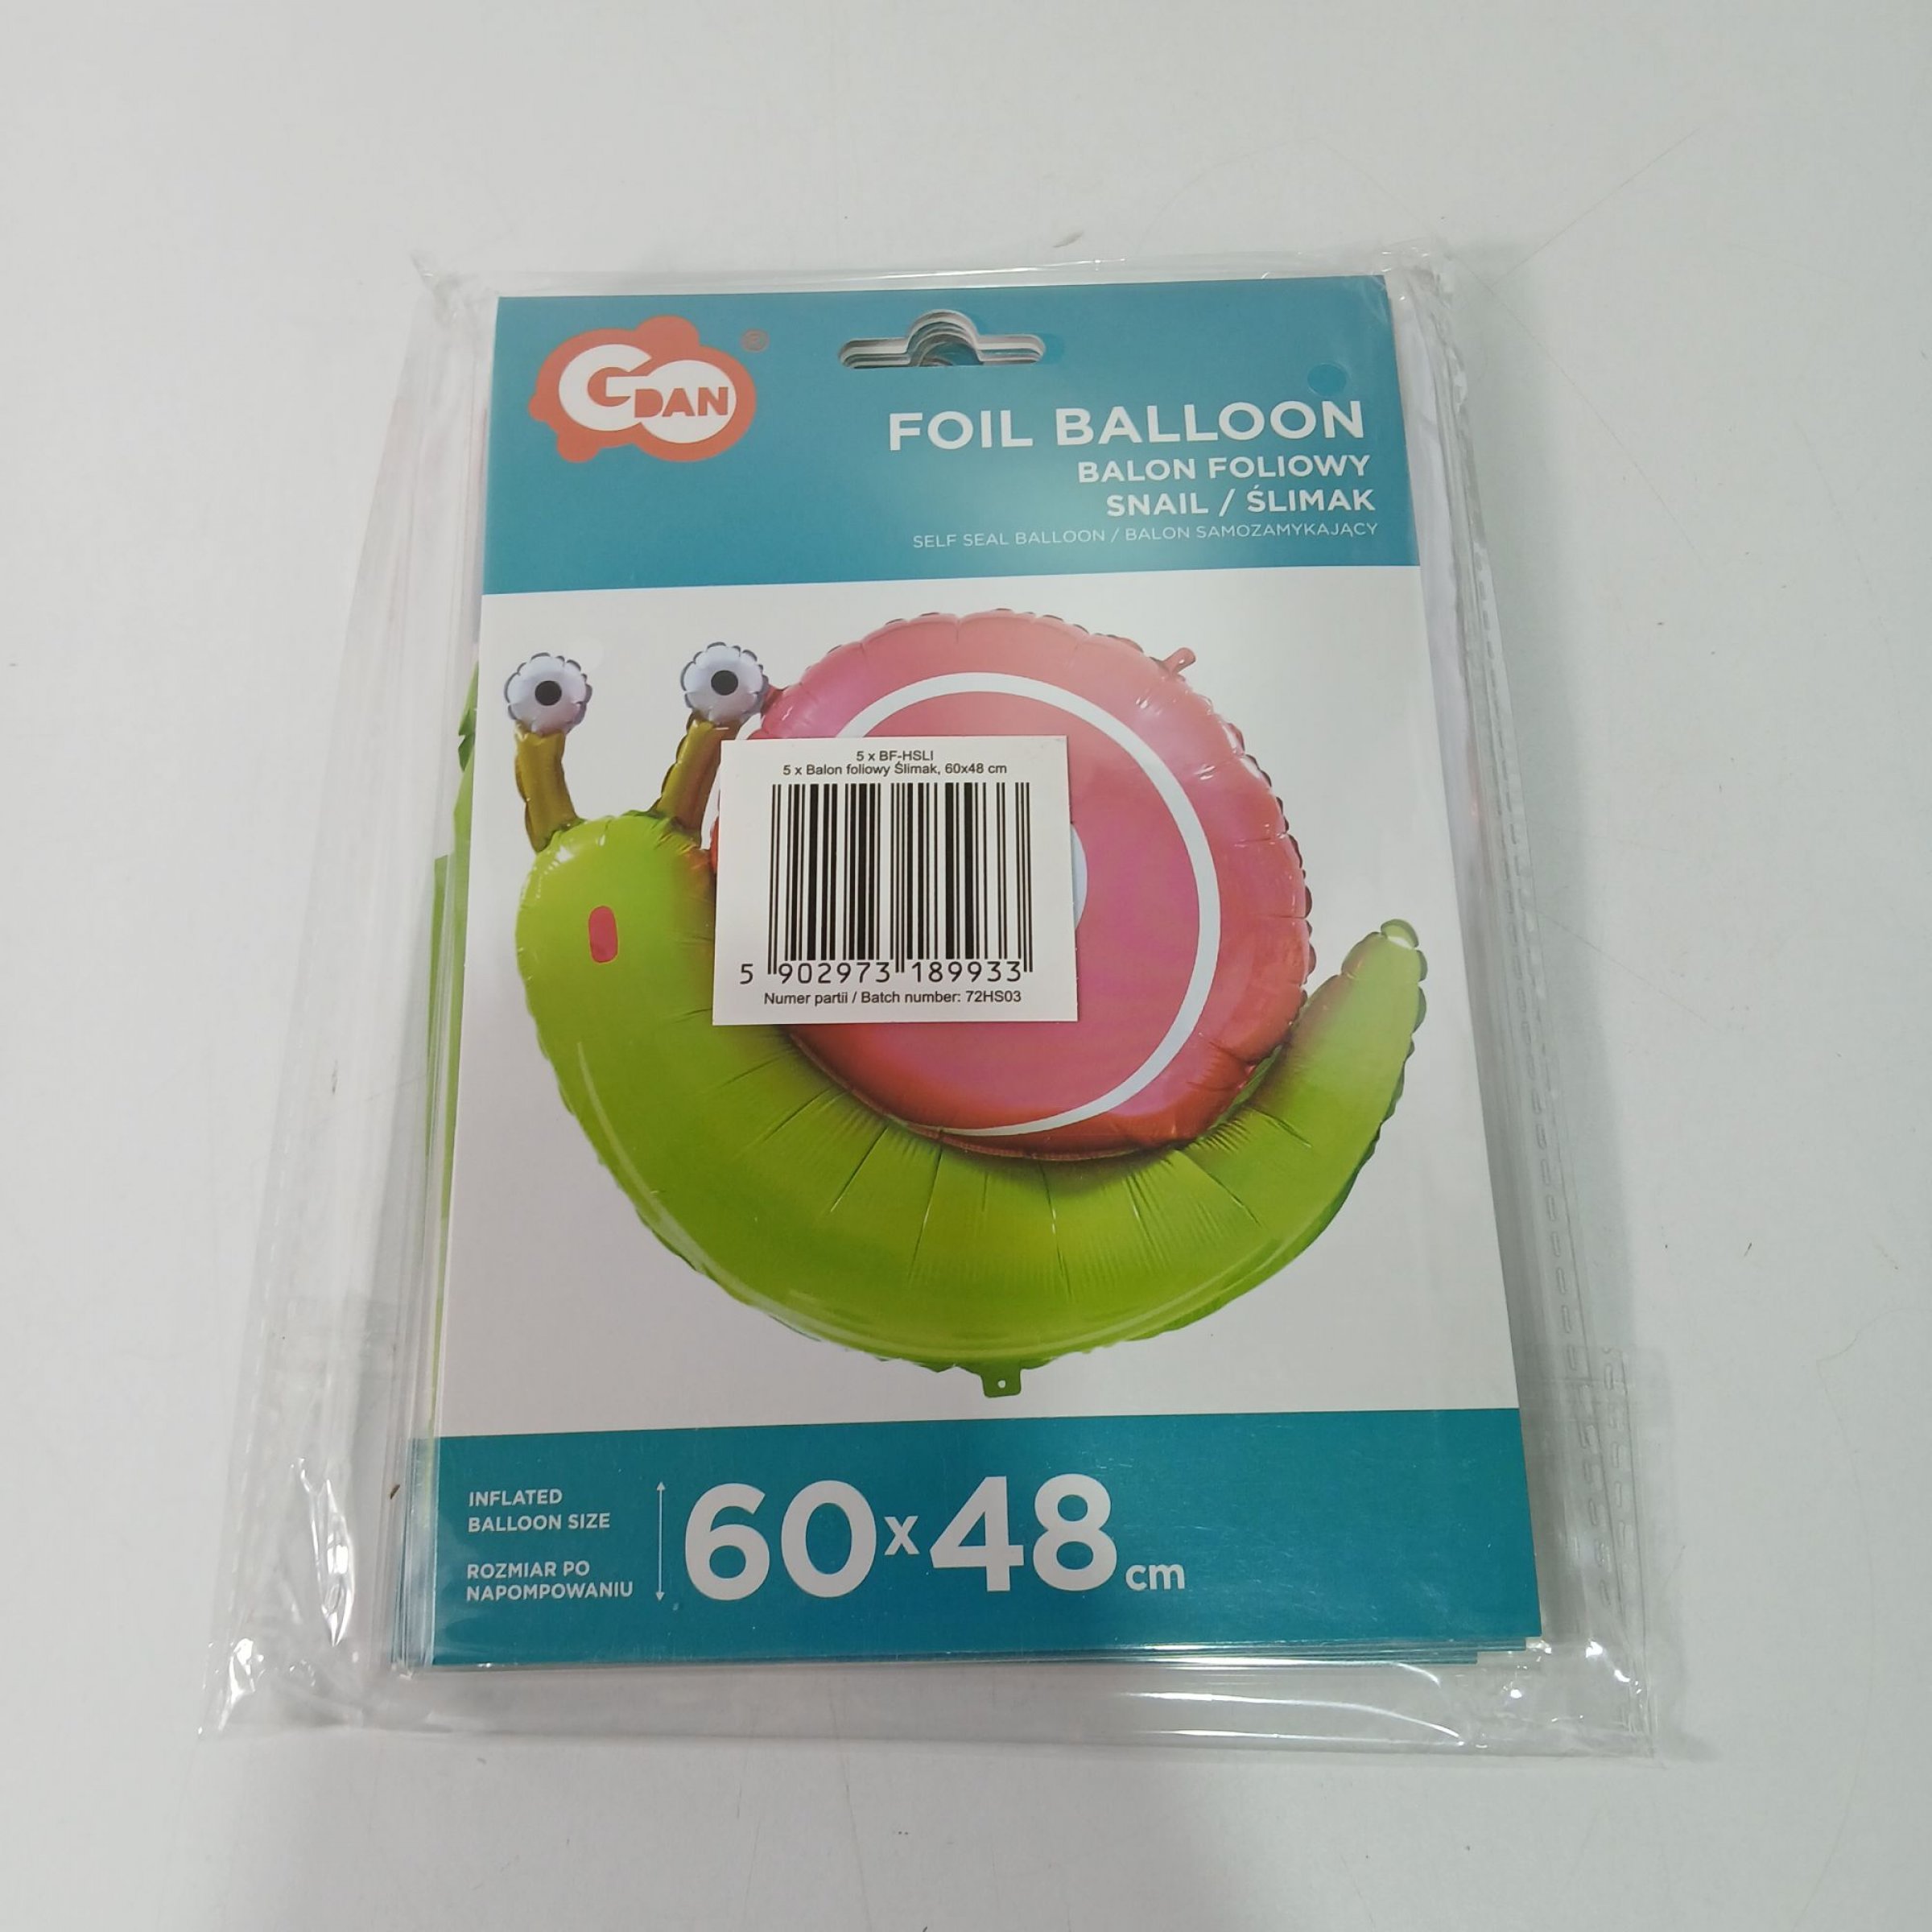 GoDAN®
FOIL BALLOON
BALON FOLIOWY
SNAIL / ŚLIMAK
SELF SEAL BALLOON / BALON SAMOZAMYKAJĄCY
5 x BF-HSLI
5 x Balon foliowy Ślimak, 60x48 cm
5 902973 189933
Numer partii / Batch number: 72HS03
INFLATED
BALLOON SIZE
ROZMIAR PO
NAPOMPOWANIU
60x48 cm